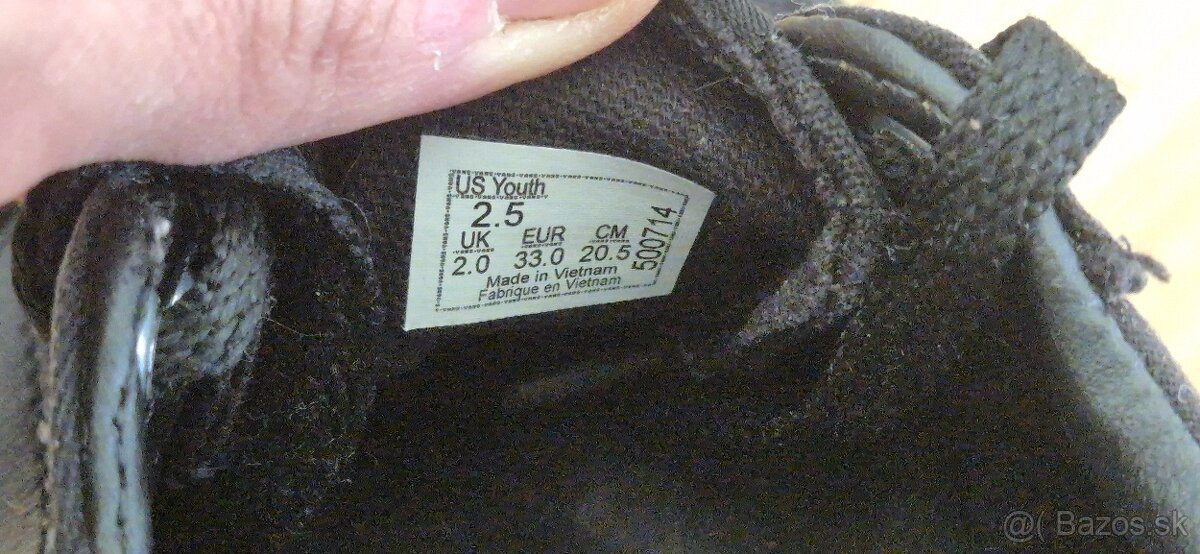 US Youth
2.5
UK EUR CM
2.0 33.0 20.5
Made in Vietnam
Fabrique en Vietnam
500714
@( Bazos.sk